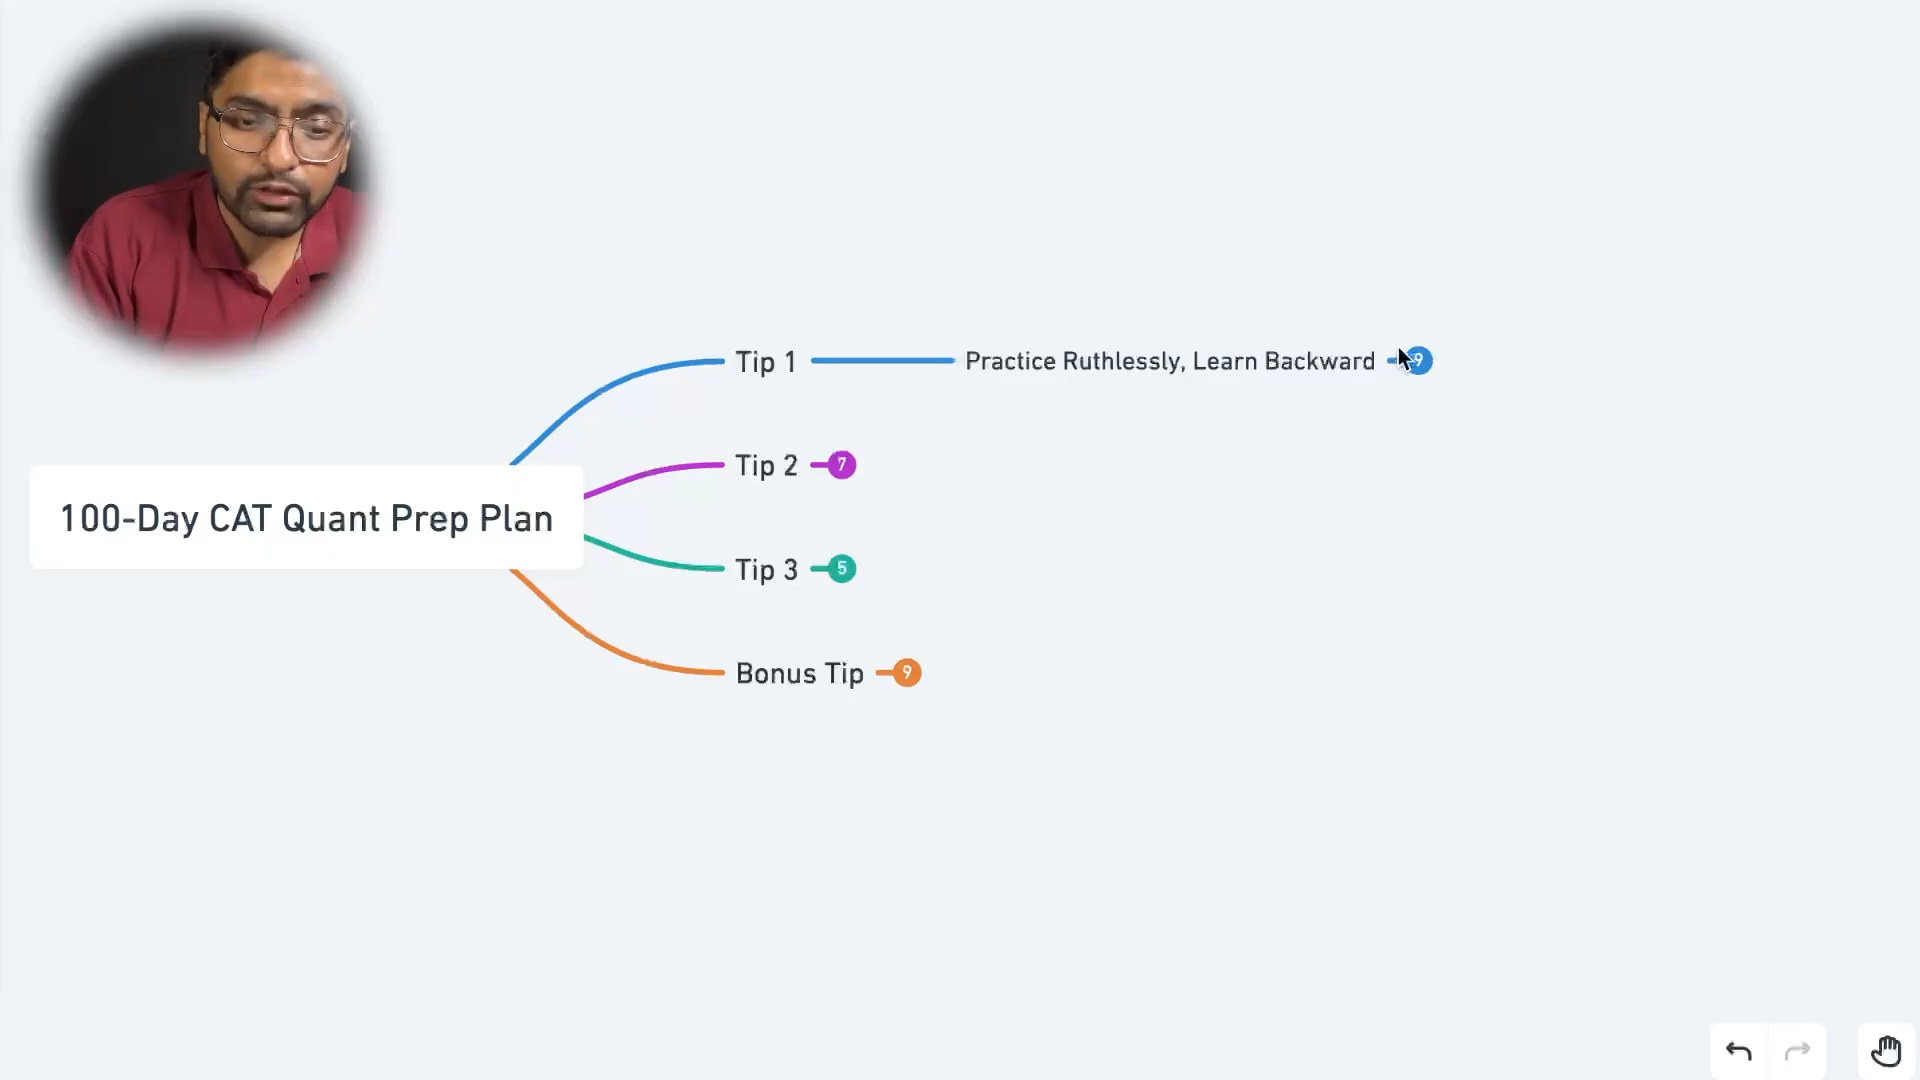 Tip 1
Practice Ruthlessly, Learn Backward
9
Tip 2
7
100-Day CAT Quant Prep Plan
Tip 3
5
Bonus Tip
9